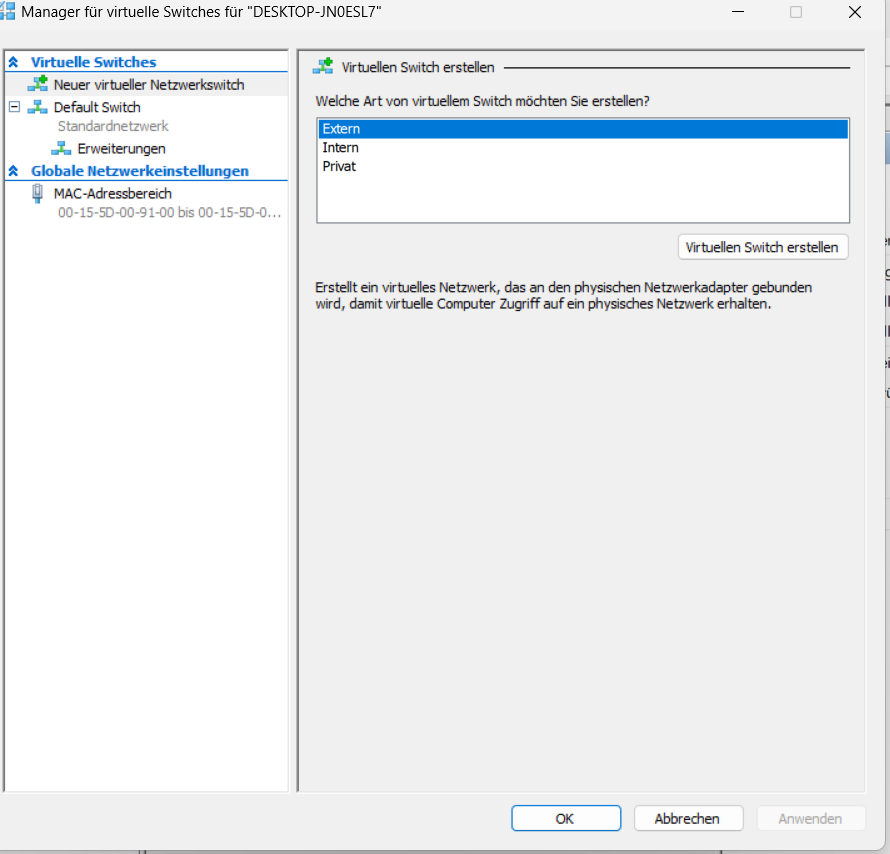 Manager für virtuelle Switches für "DESKTOP-JN0ESL7"
Virtuelle Switches
Neuer virtueller Netzwerkswitch
Default Switch
Standardnetzwerk
Erweiterungen
Globale Netzwerkeinstellungen
MAC-Adressbereich
00-15-5D-00-91-00 bis 00-15-5D-0...
Virtuellen Switch erstellen
Welche Art von virtuellem Switch möchten Sie erstellen?
Extern
Intern
Privat
Virtuellen Switch erstellen
Erstellt ein virtuelles Netzwerk, das an den physischen Netzwerkadapter gebunden
wird, damit virtuelle Computer Zugriff auf ein physisches Netzwerk erhalten.
OK
Abbrechen
Anwenden